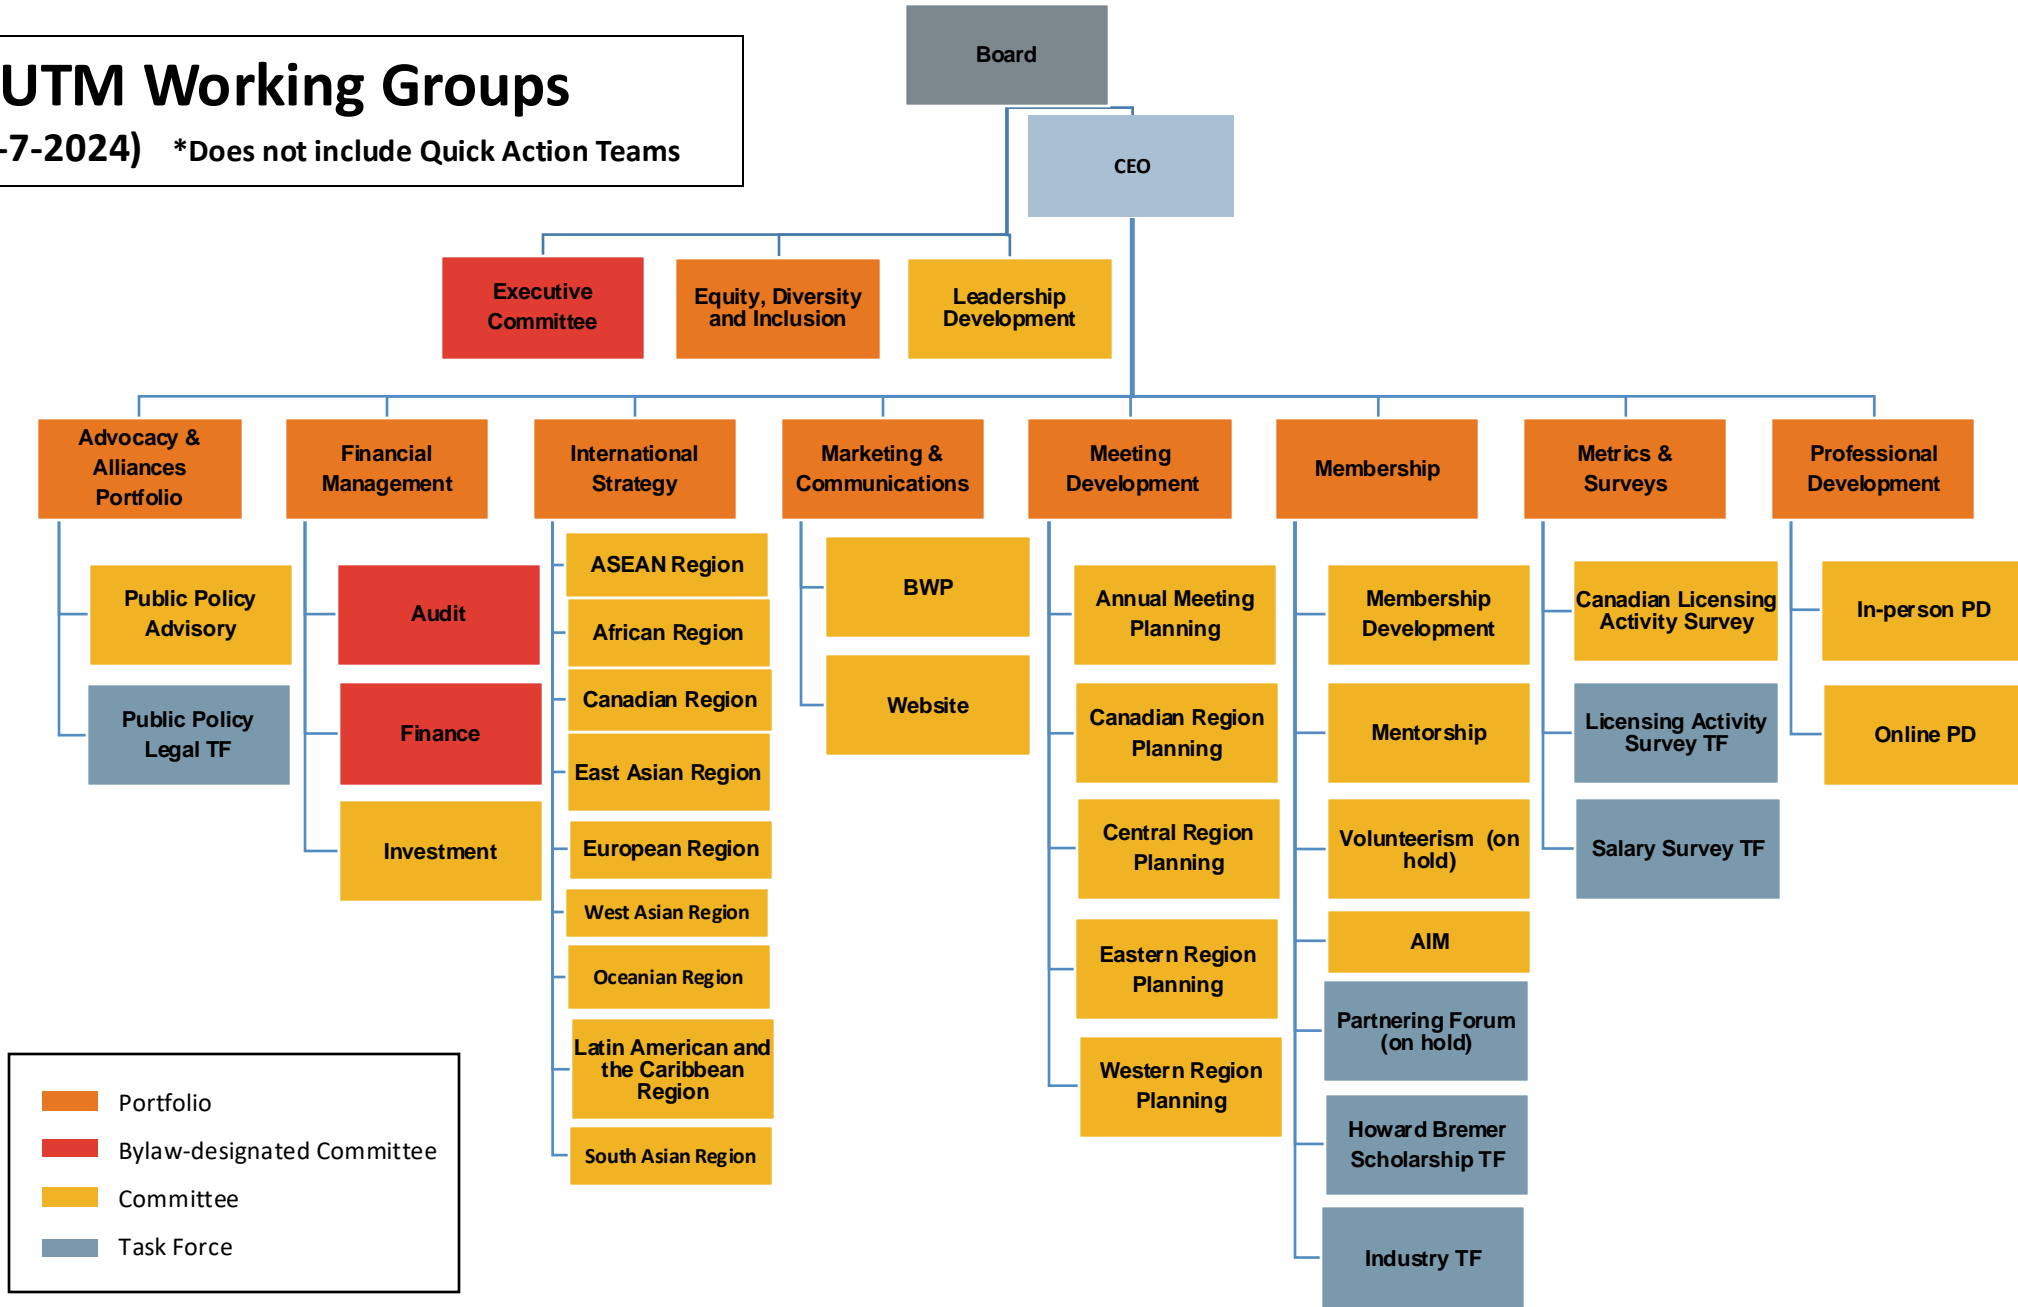 UTM Working Groups
-7-2024) *Does not include Quick Action Teams
Board
CEO
Executive
Committee
Equity, Diversity
and Inclusion
Leadership
Development
Advocacy &
Alliances
Portfolio
Public Policy
Advisory
Public Policy
Legal TF
Financial
Management
Audit
Finance
Investment
International
Strategy
ASEAN Region
African Region
Canadian Region
East Asian Region
European Region
West Asian Region
Oceanian Region
Latin American and
the Caribbean
Region
South Asian Region
Marketing &
Communications
BWP
Website
Meeting
Development
Annual Meeting
Planning
Canadian Region
Planning
Central Region
Planning
Eastern Region
Planning
Western Region
Planning
Membership
Membership
Development
Mentorship
Volunteerism (on
hold)
AIM
Partnering Forum
(on hold)
Howard Bremer
Scholarship TF
Industry TF
Metrics &
Surveys
Canadian Licensing
Activity Survey
Licensing Activity
Survey TF
Salary Survey TF
Professional
Development
In-person PD
Online PD
Portfolio
Bylaw-designated Committee
Committee
Task Force